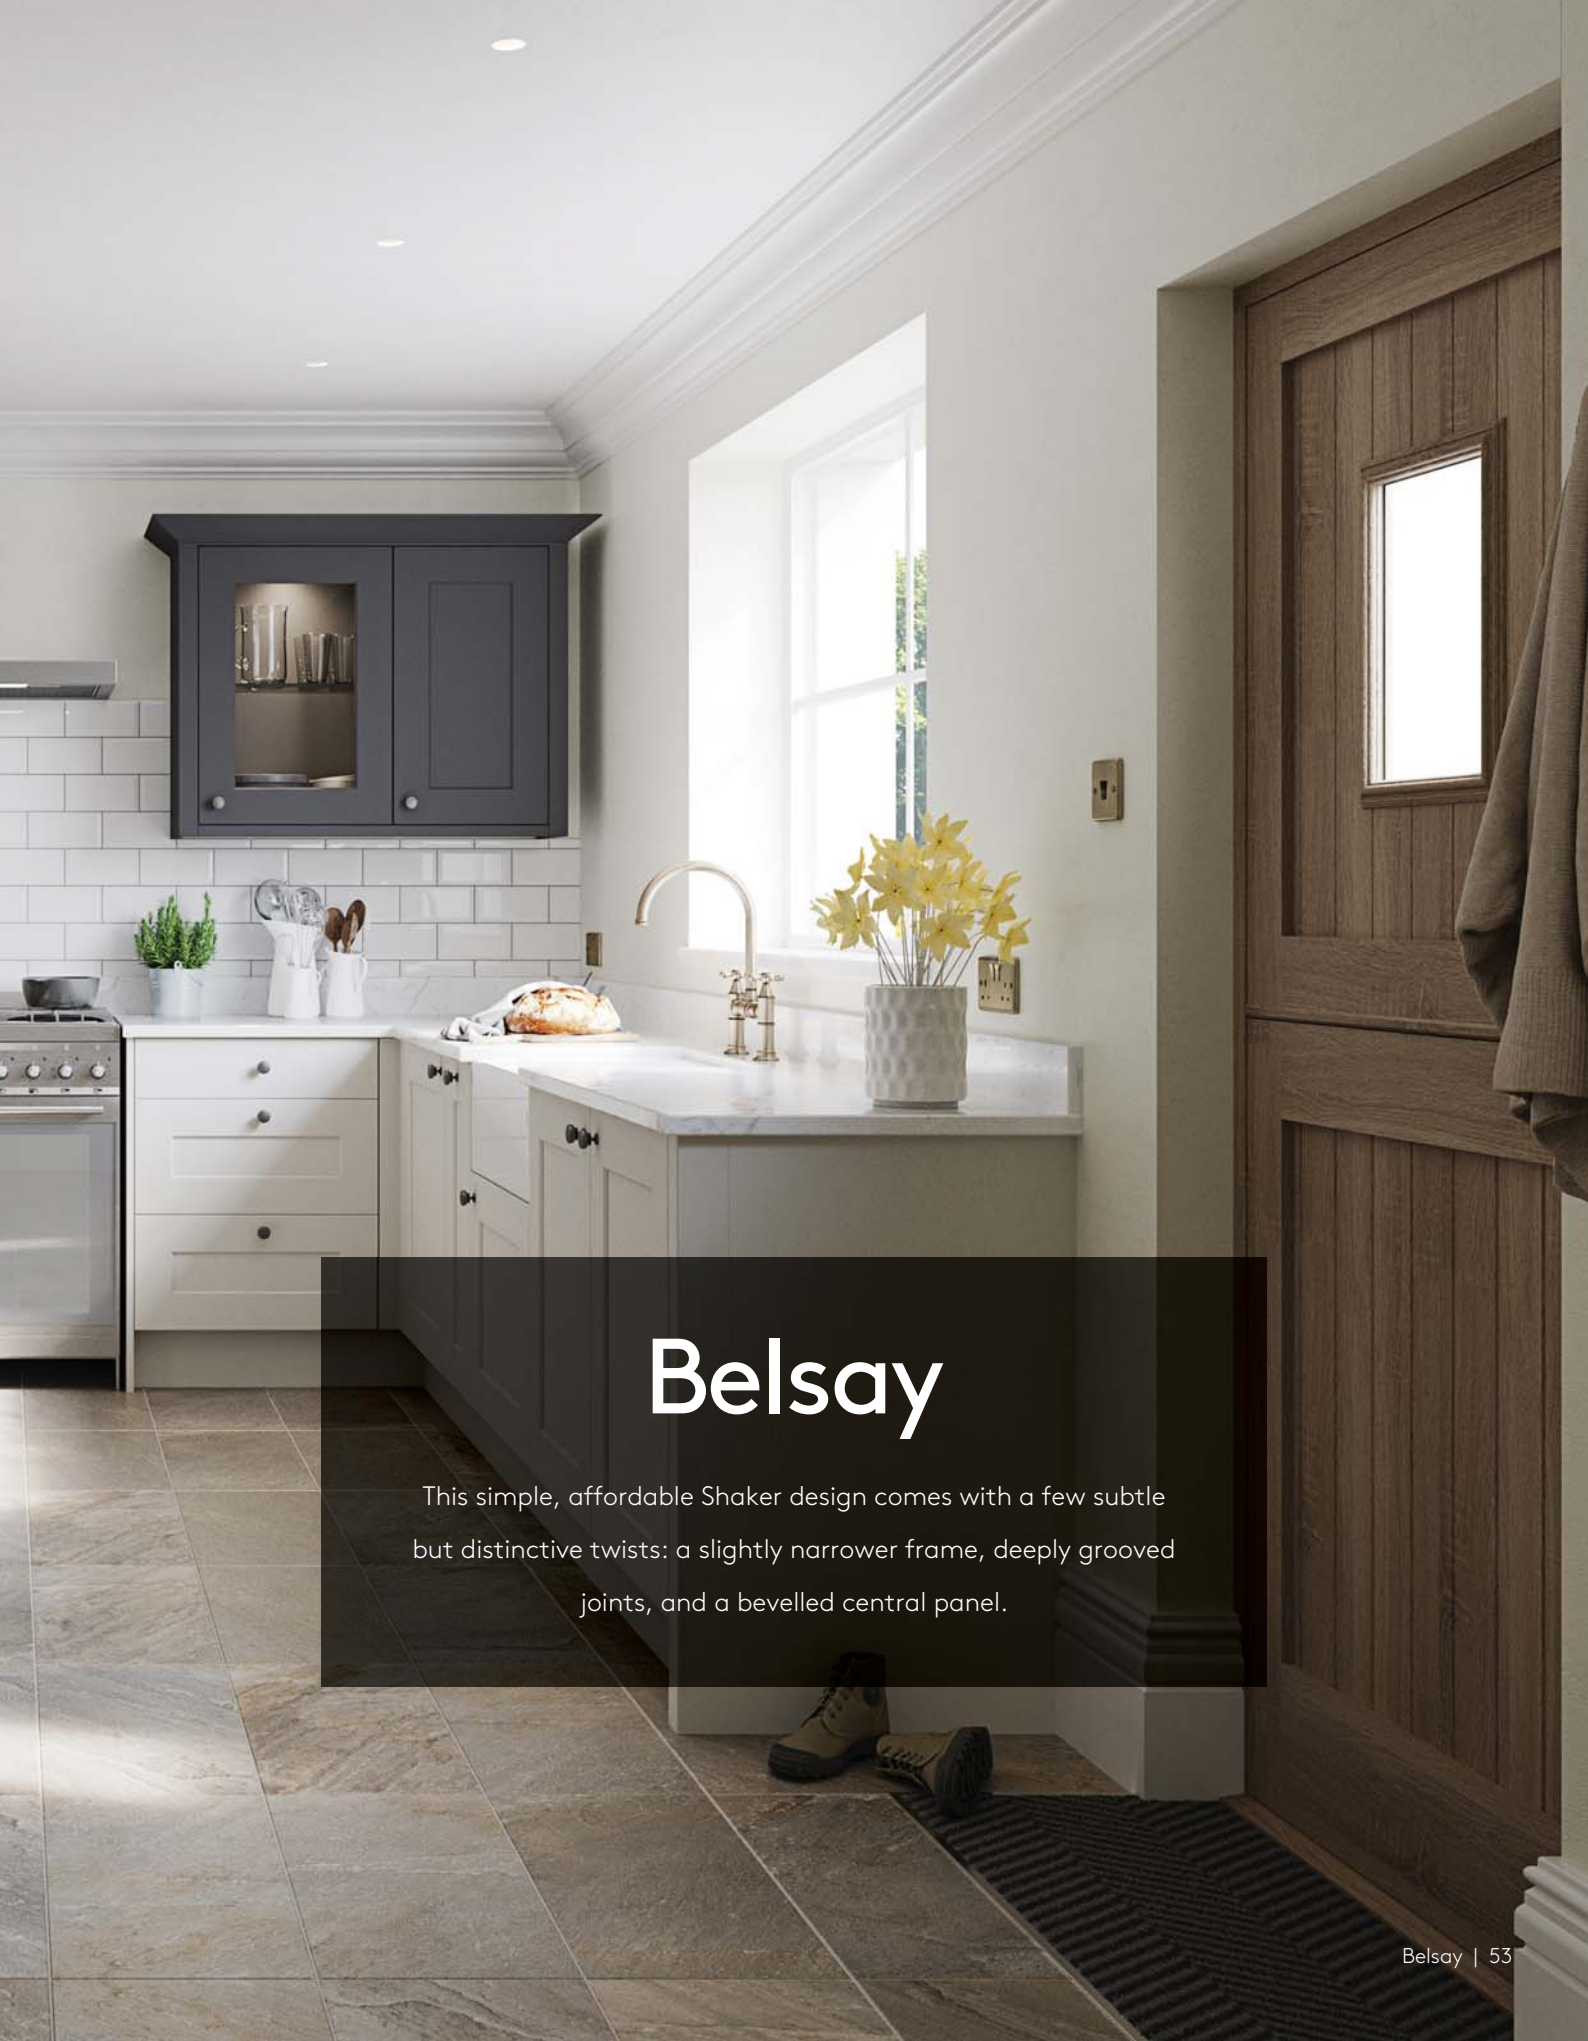 Belsay
This simple, affordable Shaker design comes with a few subtle
but distinctive twists: a slightly narrower frame, deeply grooved
joints, and a bevelled central panel.
Belsay | 53